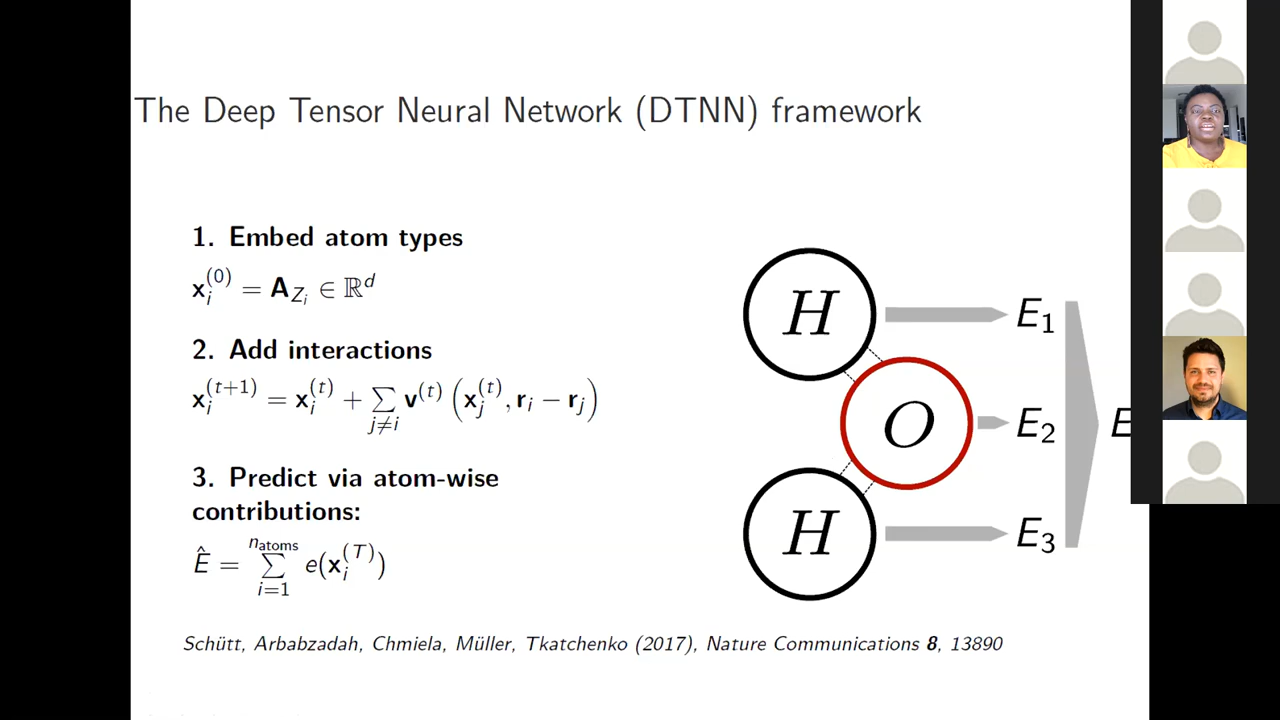 The Deep Tensor Neural Network (DTNN) framework
1. Embed atom types
x_i^{(0)} = A_{Z_i} ∈ ℝ^d
2. Add interactions
x_i^{(t+1)} = x_i^{(t)} + ∑_{j≠i} v^{(t)} (x_j^{(t)}, r_i − r_j)
3. Predict via atom-wise
contributions:
Ê = ∑_{i=1}^{n_atoms} e(x_i^{(T)})
H
E_1
O
E_2
E
H
E_3
Schütt, Arbabzadah, Chmiela, Müller, Tkatchenko (2017), Nature Communications 8, 13890